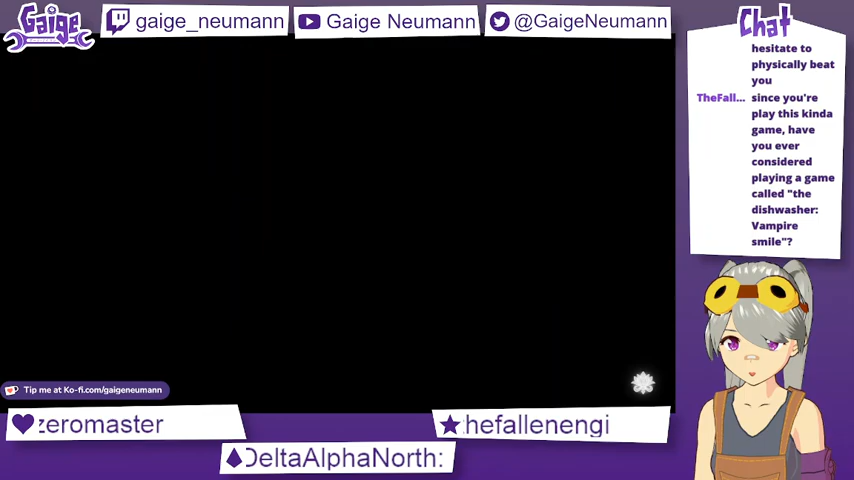 Gaige
gaige_neumann
Gaige Neumann
@GaigeNeumann
Chat
hesitate to
physically beat
you
TheFall... since you're
play this kinda
game, have
you ever
considered
playing a game
called "the
dishwasher:
Vampire
smile"?
Tip me at Ko-fi.com/gaigeneumann
zeromaster
hefallenengi
DeltaAlphaNorth: